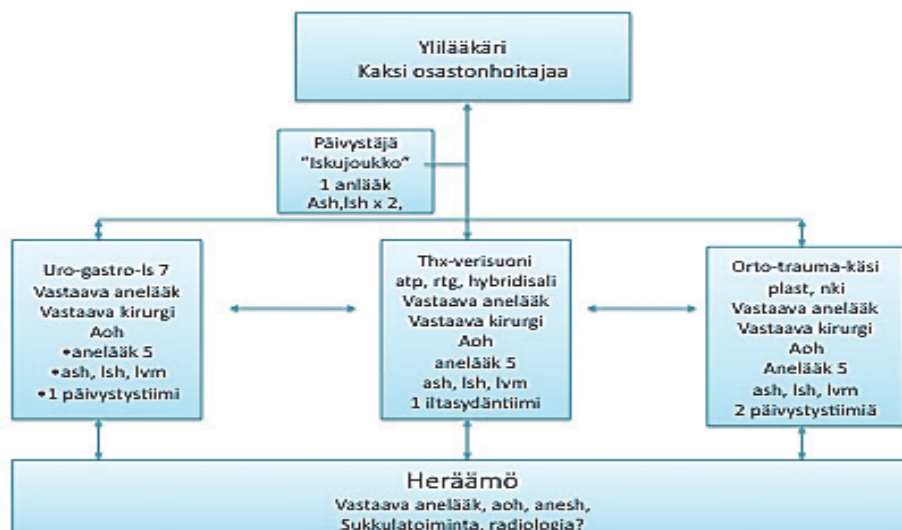 Ylilääkäri
Kaksi osastonhoitajaa
Päivystäjä
"Iskujoukko"
1 anlääk
Ash,lsh x 2,
Uro-gastro-ls 7
Vastaava anelääk
Vastaava kirurgi
Aoh
•anelääk 5
•ash, lsh, lvm
•1 päivystystiimi
Thx-verisuoni
atp, rtg, hybridisali
Vastaava anelääk
Vastaava kirurgi
Aoh
anelääk 5
ash, lsh, lvm
1 iltasydäntiimi
Orto-trauma-käsi
plast, nki
Vastaava anelääk
Vastaava kirurgi
Aoh
Anelääk 5
ash, lsh, lvm
2 päivystystiimiä
Heräämö
Vastaava anelääk, aoh, anesh,
Sukkulatoiminta, radiologia?